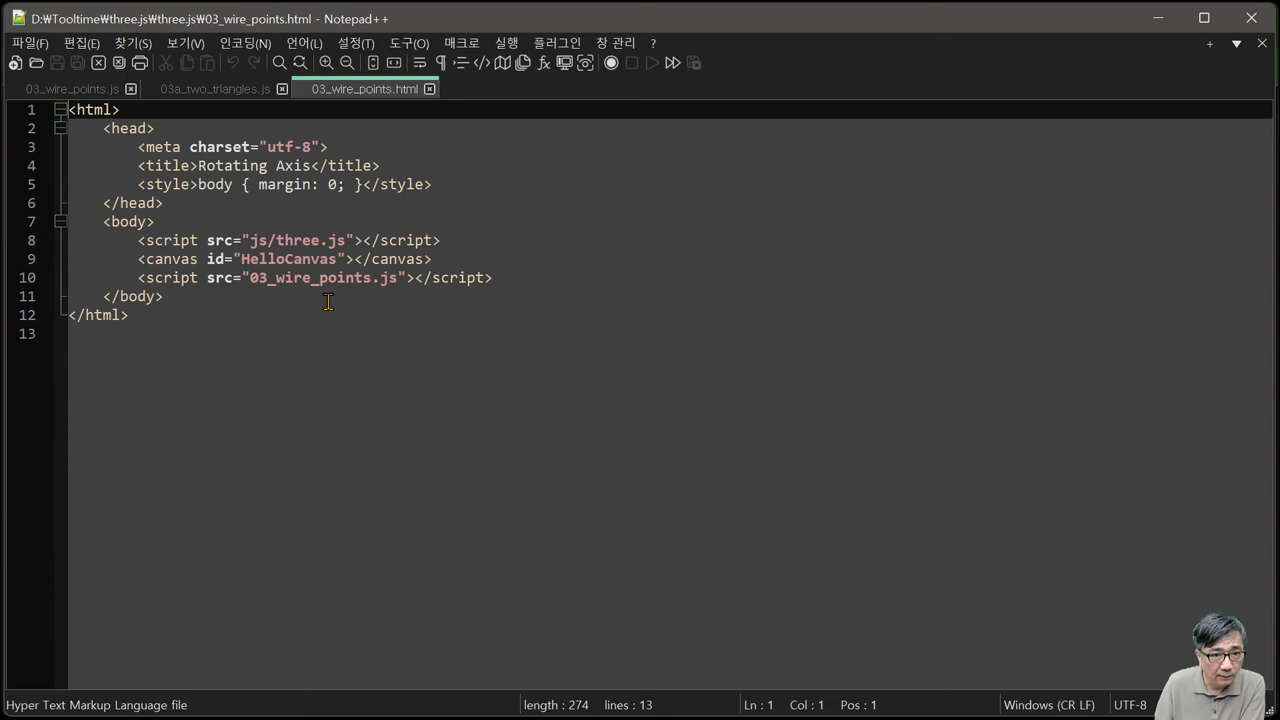 D:₩Tooltime₩three.js₩three.js₩03_wire_points.html - Notepad++
파일(F) 편집(E) 찾기(S) 보기(V) 인코딩(N) 언어(L) 설정(T) 도구(O) 매크로 실행 플러그인 창 관리 ?
03_wire_points.js 03a_two_triangles.js 03_wire_points.html
1 <html>
2 <head>
3 <meta charset="utf-8">
4 <title>Rotating Axis</title>
5 <style>body { margin: 0; }</style>
6 </head>
7 <body>
8 <script src="js/three.js"></script>
9 <canvas id="HelloCanvas"></canvas>
10 <script src="03_wire_points.js"></script>
11 </body>
12 </html>
13
Hyper Text Markup Language file length : 274 lines : 13 Ln : 1 Col : 1 Pos : 1 Windows (CR LF) UTF-8